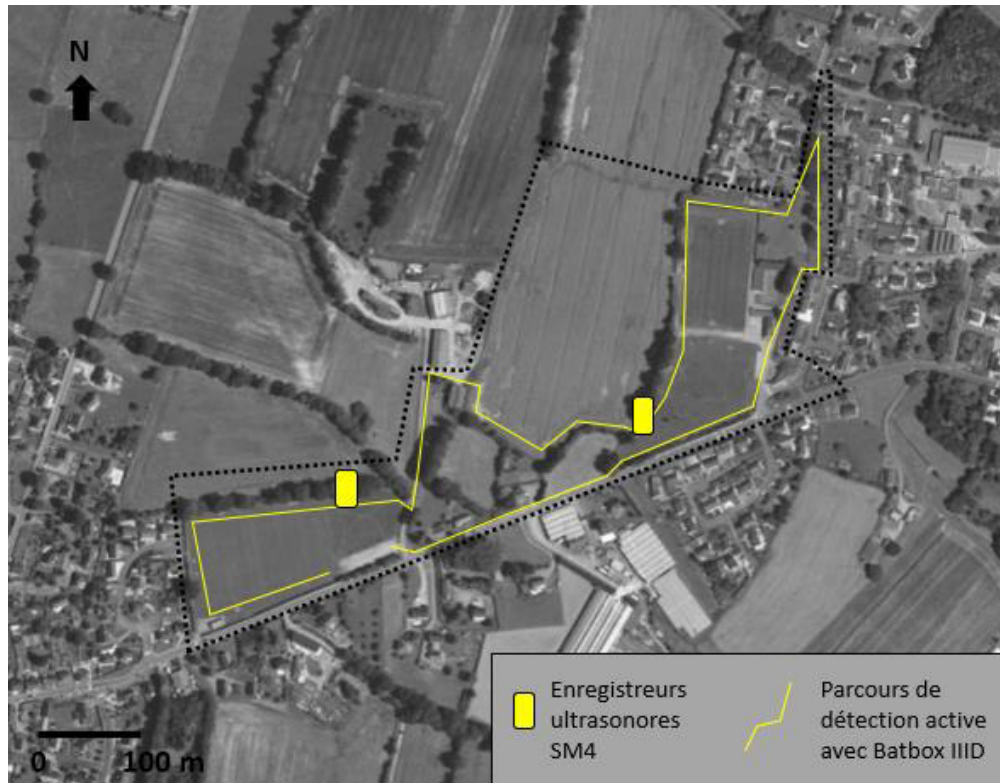 N
0
100 m
Enregistreurs
ultrasonores
SM4
Parcours de
détection active
avec Batbox IIID